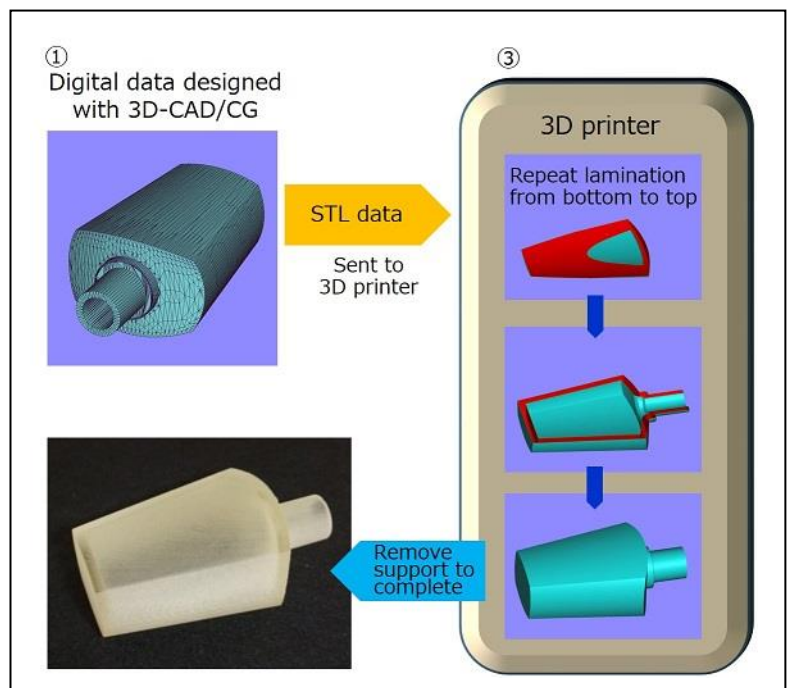 ①
Digital data designed
with 3D-CAD/CG
STL data
Sent to
3D printer
③
3D printer
Repeat lamination
from bottom to top
Remove
support to
complete